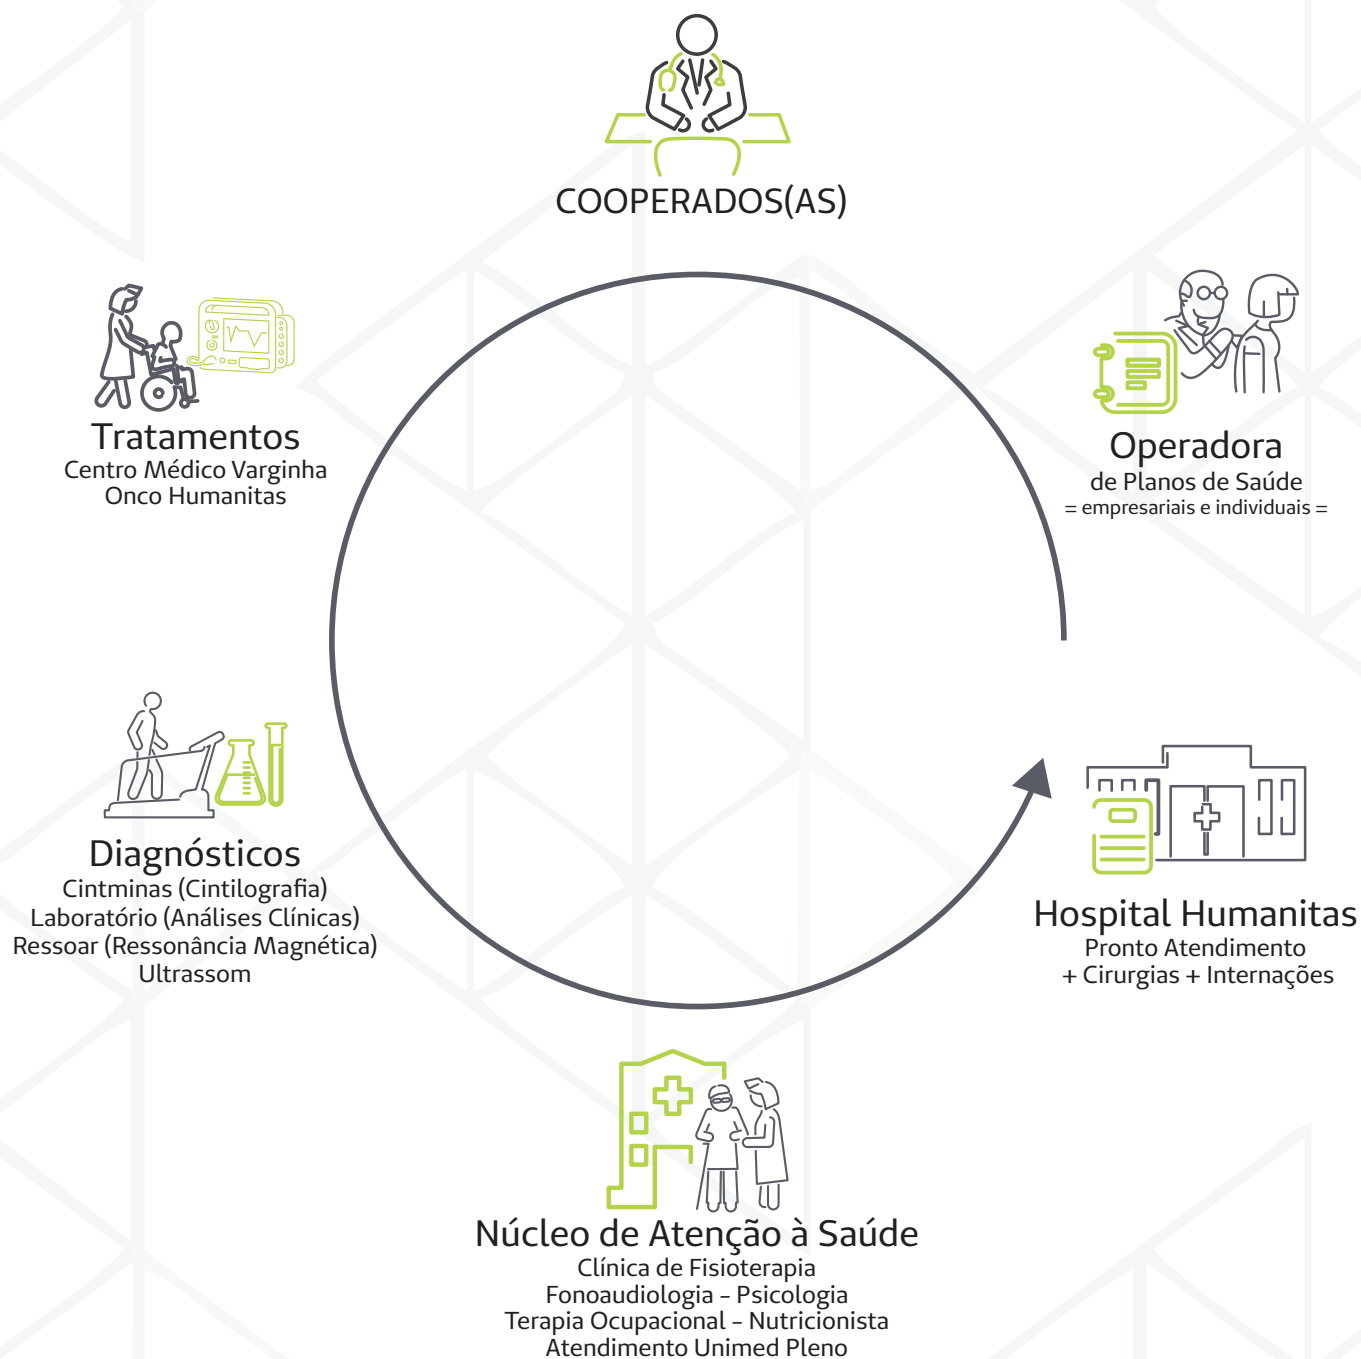 COOPERADOS(AS)
Tratamentos
Centro Médico Varginha
Onco Humanitas
Operadora
de Planos de Saúde
= empresariais e individuais =
Diagnósticos
Cintminas (Cintilografia)
Laboratório (Análises Clínicas)
Ressoar (Ressonância Magnética)
Ultrassom
Hospital Humanitas
Pronto Atendimento
+ Cirurgias + Internações
Núcleo de Atenção à Saúde
Clínica de Fisioterapia
Fonoaudiologia – Psicologia
Terapia Ocupacional – Nutricionista
Atendimento Unimed Pleno